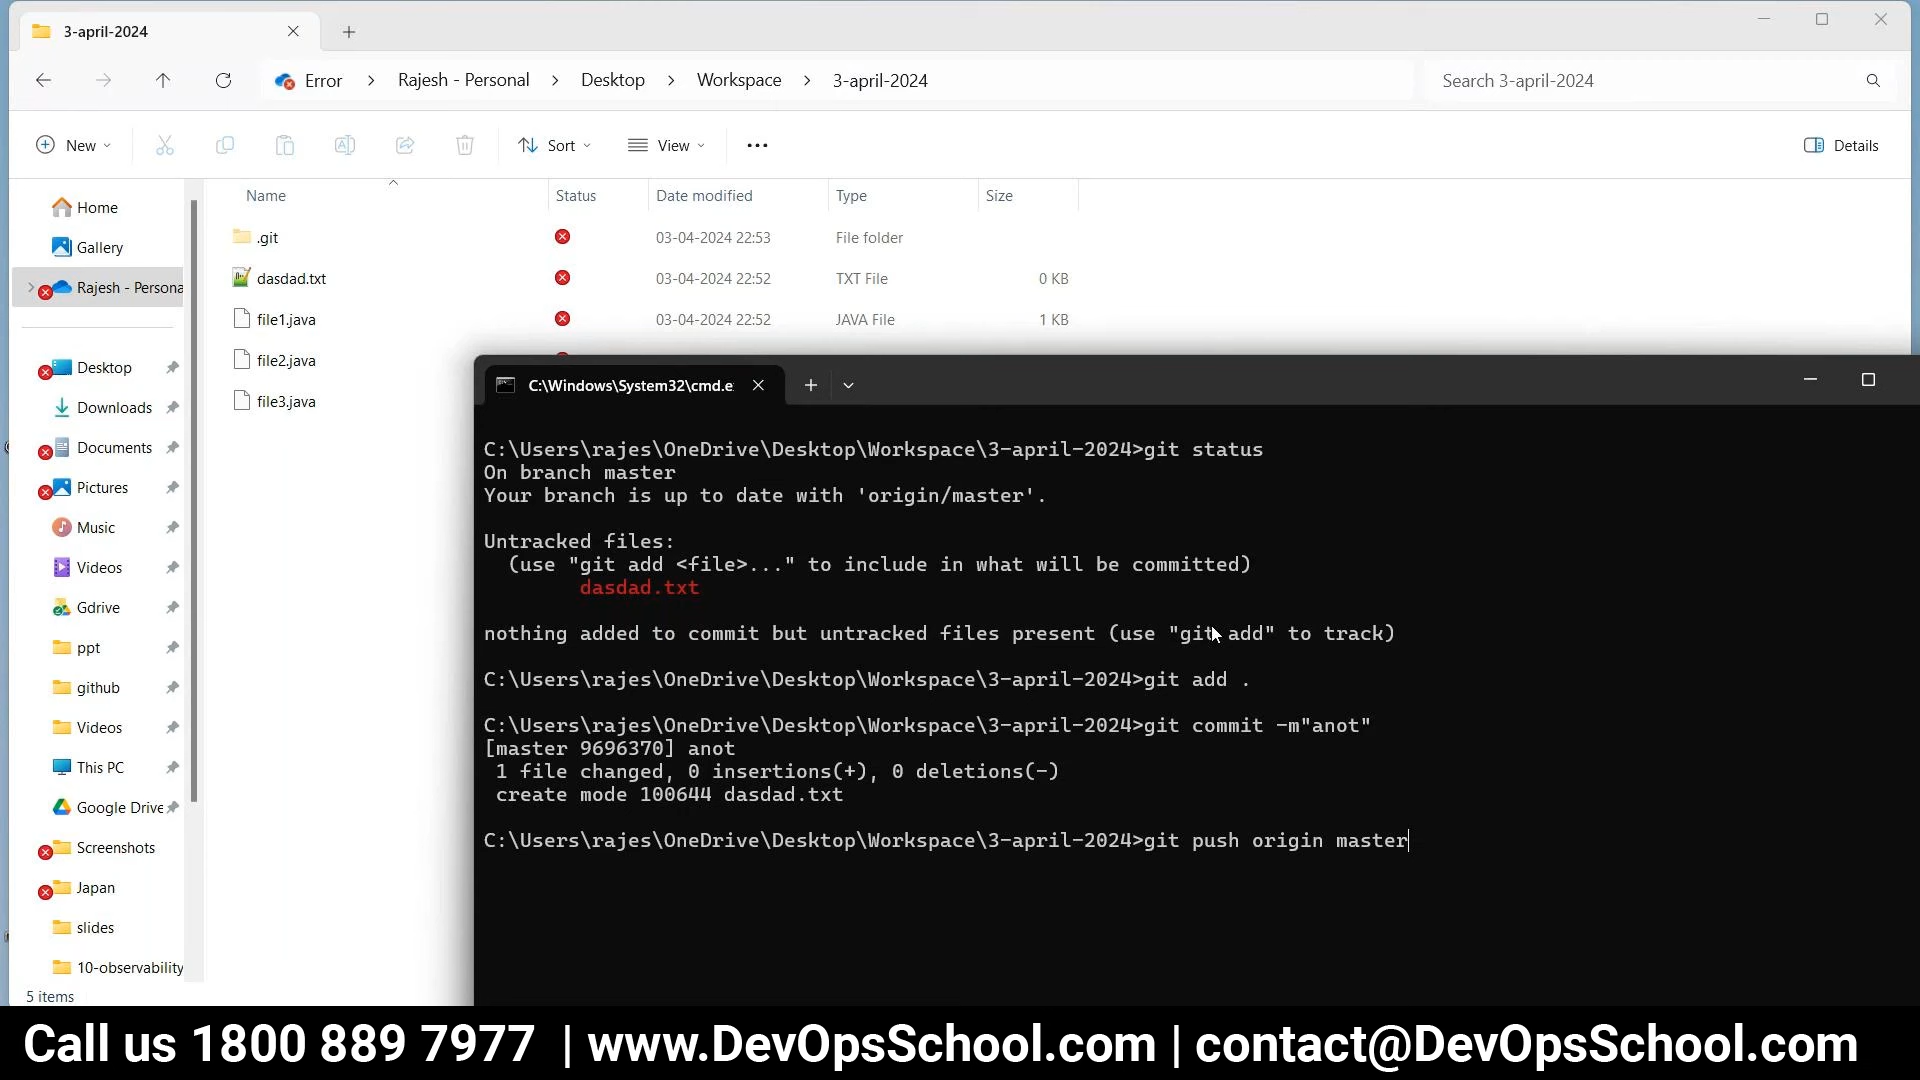 3-april-2024
Error > Rajesh - Personal > Desktop > Workspace > 3-april-2024
Search 3-april-2024
New
Sort
View
Details
Name Status Date modified Type Size
.git 03-04-2024 22:53 File folder
dasdad.txt 03-04-2024 22:52 TXT File 0 KB
file1.java 03-04-2024 22:52 JAVA File 1 KB
file2.java
file3.java
Home
Gallery
Rajesh - Persona
Desktop
Downloads
Documents
Pictures
Music
Videos
Gdrive
ppt
github
Videos
This PC
Google Drive
Screenshots
Japan
slides
10-observability
5 items
C:\Windows\System32\cmd.e
C:\Users\rajes\OneDrive\Desktop\Workspace\3-april-2024>git status
On branch master
Your branch is up to date with 'origin/master'.
Untracked files:
(use "git add <file>..." to include in what will be committed)
dasdad.txt
nothing added to commit but untracked files present (use "git add" to track)
C:\Users\rajes\OneDrive\Desktop\Workspace\3-april-2024>git add .
C:\Users\rajes\OneDrive\Desktop\Workspace\3-april-2024>git commit -m"anot"
[master 9696370] anot
1 file changed, 0 insertions(+), 0 deletions(-)
create mode 100644 dasdad.txt
C:\Users\rajes\OneDrive\Desktop\Workspace\3-april-2024>git push origin master
Call us 1800 889 7977 | www.DevOpsSchool.com | contact@DevOpsSchool.com